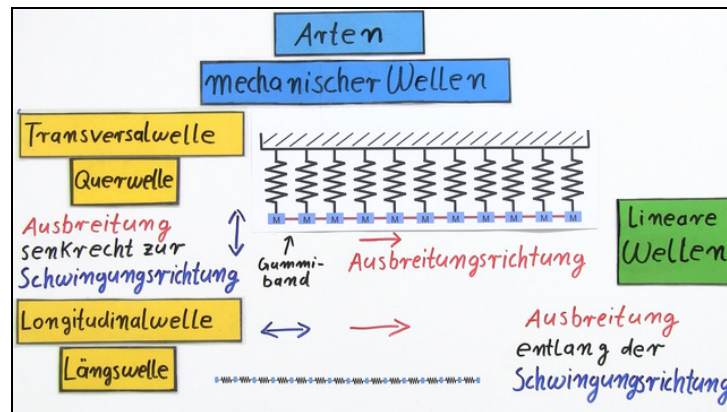 Arten
mechanischer Wellen
Transversalwelle
Querwelle
M M M M M M M M M M M
Ausbreitung
senkrecht zur
Schwingungsrichtung
Gummi-
band
Ausbreitungsrichtung
Lineare
Wellen
Longitudinalwelle
Längswelle
Ausbreitung
entlang der
Schwingungsrichtung